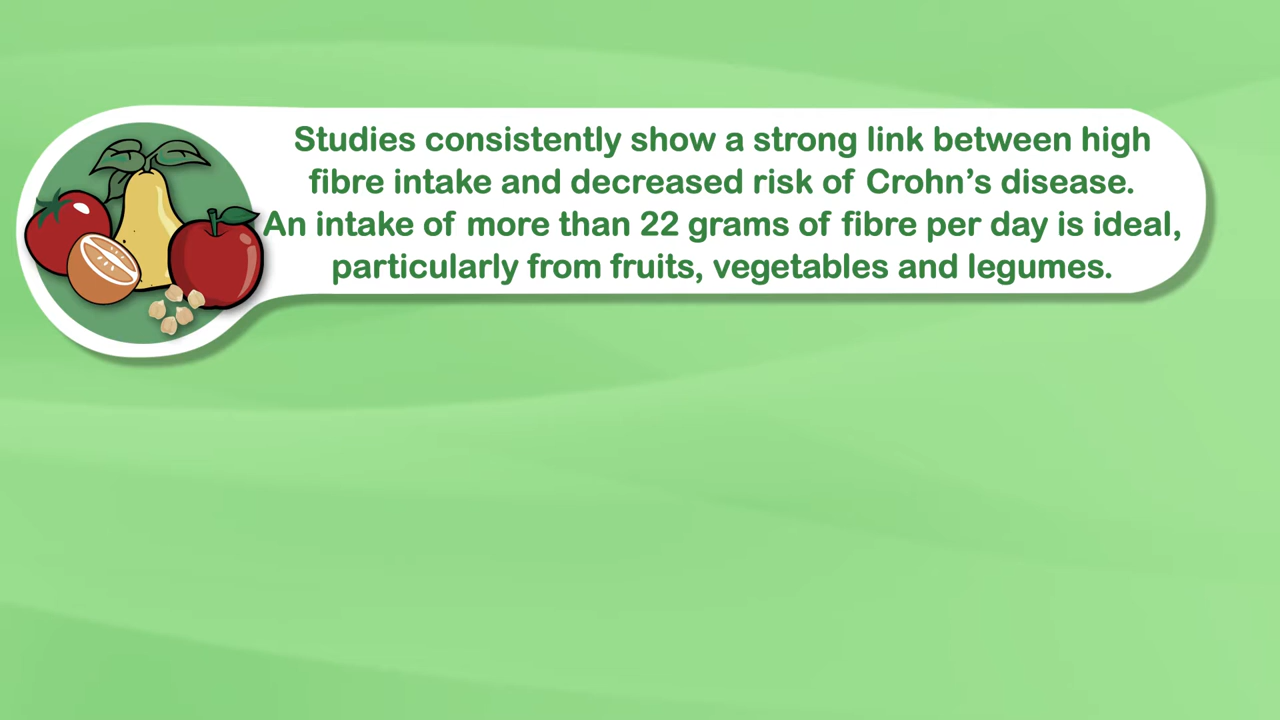 Studies consistently show a strong link between high
fibre intake and decreased risk of Crohn’s disease.
An intake of more than 22 grams of fibre per day is ideal,
particularly from fruits, vegetables and legumes.